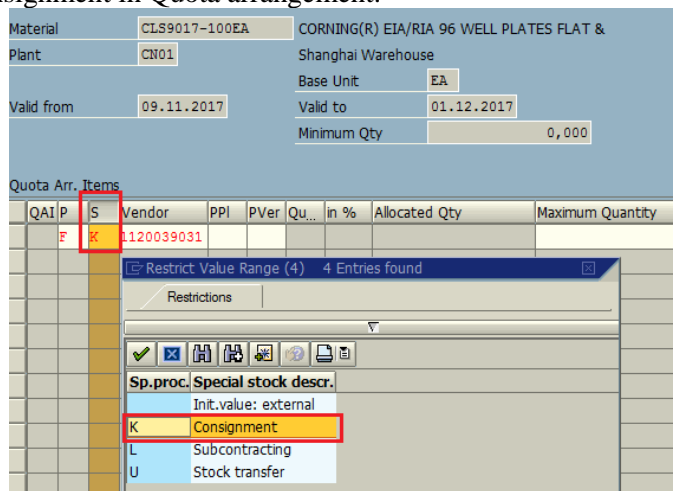 signment in Quota arrangement.
Material CLS9017-100EA CORNING(R) EIA/RIA 96 WELL PLATES FLAT &
Plant CN01 Shanghai Warehouse
Base Unit EA
Valid from 09.11.2017 Valid to 01.12.2017
Minimum Qty 0,000
Quota Arr. Items
QAI P S Vendor PPl PVer Qu... in % Allocated Qty Maximum Quantity
F K 1120039031
Restrict Value Range (4) 4 Entries found
Restrictions
Sp.proc. Special stock descr.
Init.value: external
K Consignment
L Subcontracting
U Stock transfer